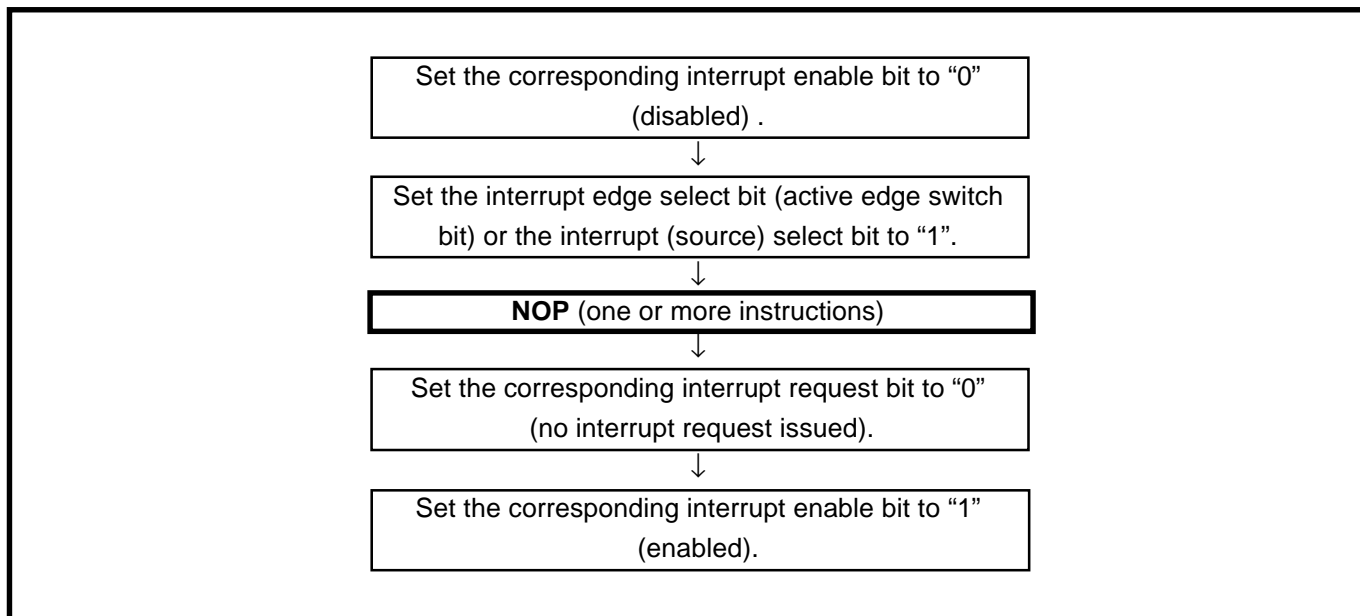 Set the corresponding interrupt enable bit to “0”
(disabled) .
↓
Set the interrupt edge select bit (active edge switch
bit) or the interrupt (source) select bit to “1”.
↓
NOP (one or more instructions)
↓
Set the corresponding interrupt request bit to “0”
(no interrupt request issued).
↓
Set the corresponding interrupt enable bit to “1”
(enabled).